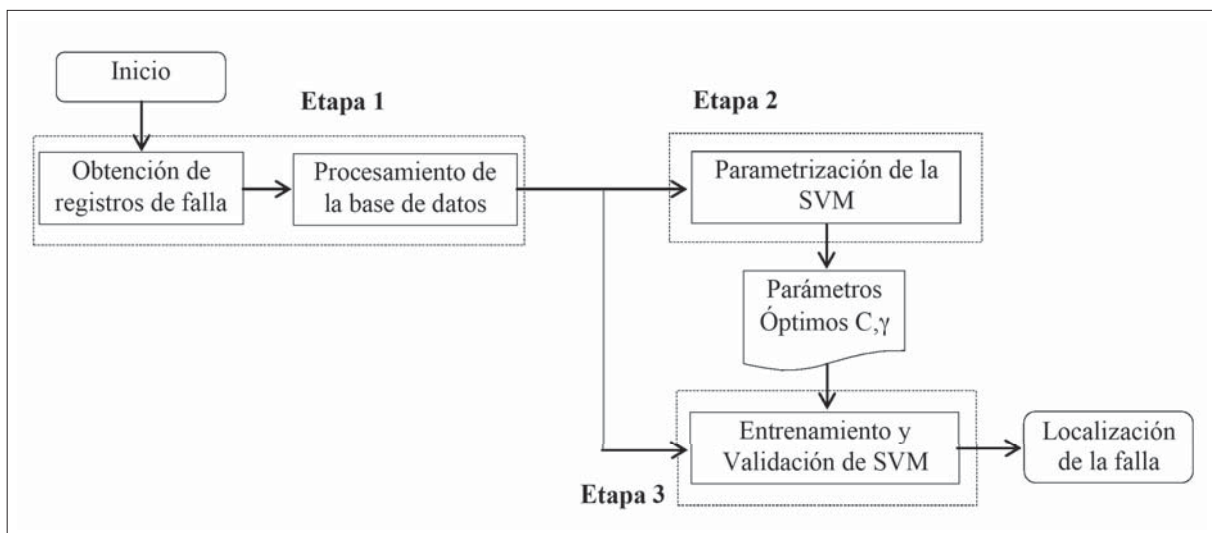 Inicio
Etapa 1
Obtención de
registros de falla
Procesamiento de
la base de datos
Etapa 2
Parametrización de la
SVM
Parámetros
Óptimos C,γ
Entrenamiento y
Validación de SVM
Etapa 3
Localización
de la falla